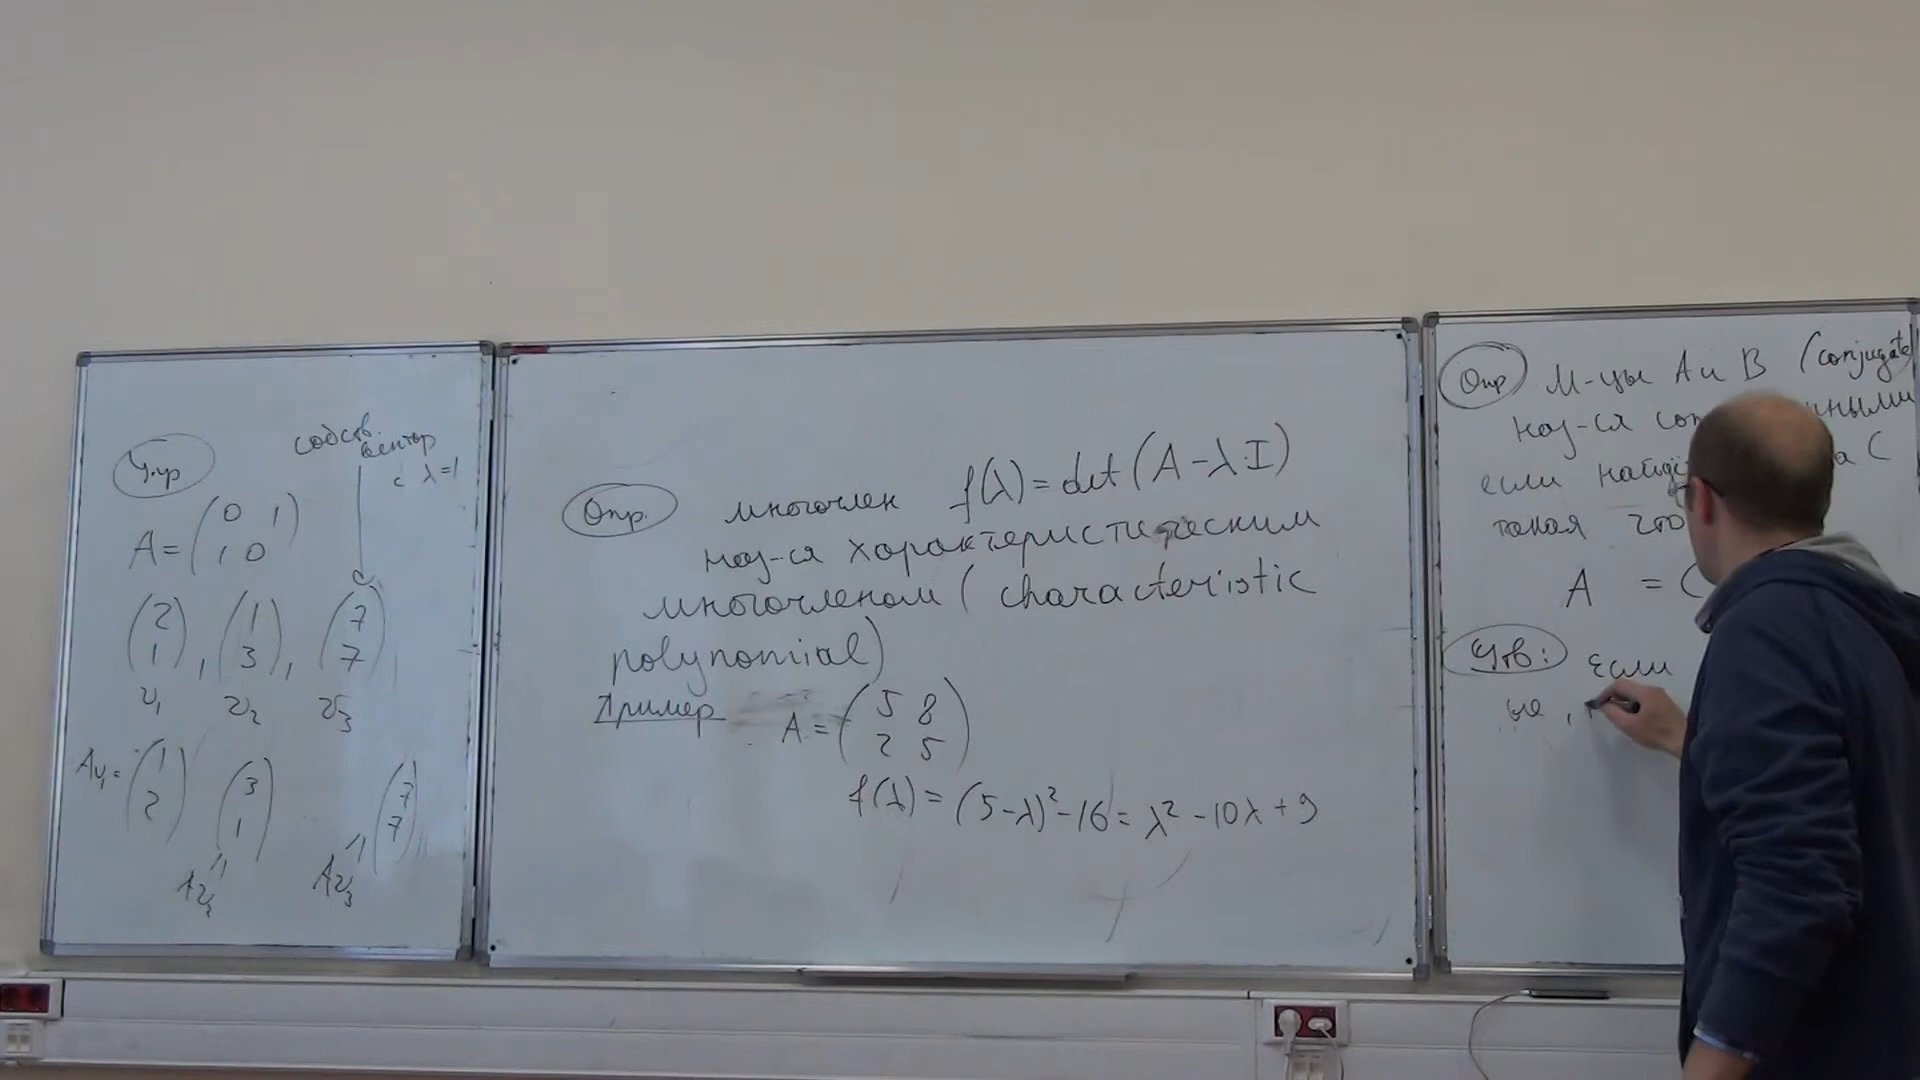 Упр
собств.
вектор
с λ=1
A = (0 1
1 0)
(2 1), (1 3), (7 7)
v₁ v₂ v₃
Av₁ = (1 2) (3 1) (7 7)
Av₂ Av₃
Опр. многочлен f(λ) = det(A - λI)
наз-ся характеристическим
многочленом (characteristic
polynomial)
Пример A = (5 8
2 5)
f(λ) = (5-λ)² - 16 = λ² - 10λ + 9
Опр М-цы A и B (conjugate)
наз-ся
если
такая что
A = (
Утв: Если
ые,